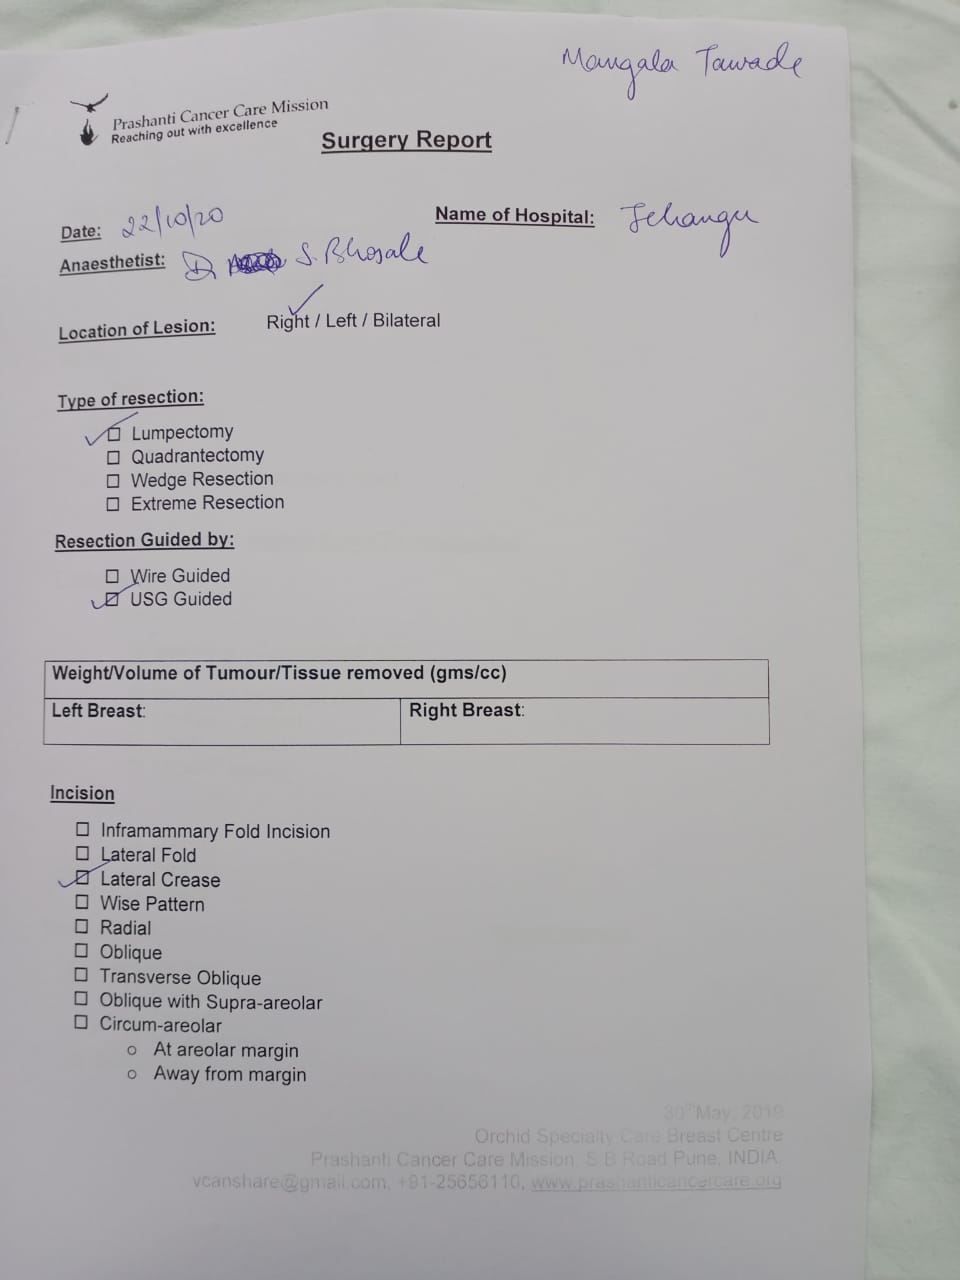 Mangala Tawade
Prashanti Cancer Care Mission
Reaching out with excellence
Surgery Report
Date: 22/10/20
Name of Hospital: Jehangir
Anaesthetist: Dr S. Bhosale
Location of Lesion: Right / Left / Bilateral
Type of resection:
Lumpectomy
Quadrantectomy
Wedge Resection
Extreme Resection
Resection Guided by:
Wire Guided
USG Guided
Weight/Volume of Tumour/Tissue removed (gms/cc)
Left Breast: Right Breast:
Incision
Inframammary Fold Incision
Lateral Fold
Lateral Crease
Wise Pattern
Radial
Oblique
Transverse Oblique
Oblique with Supra-areolar
Circum-areolar
At areolar margin
Away from margin
30th May, 2019
Orchid Specialty Care Breast Centre
Prashanti Cancer Care Mission, S.B Road Pune, INDIA.
vcanshare@gmail.com, +91-25656110, www.prashanticancercare.org